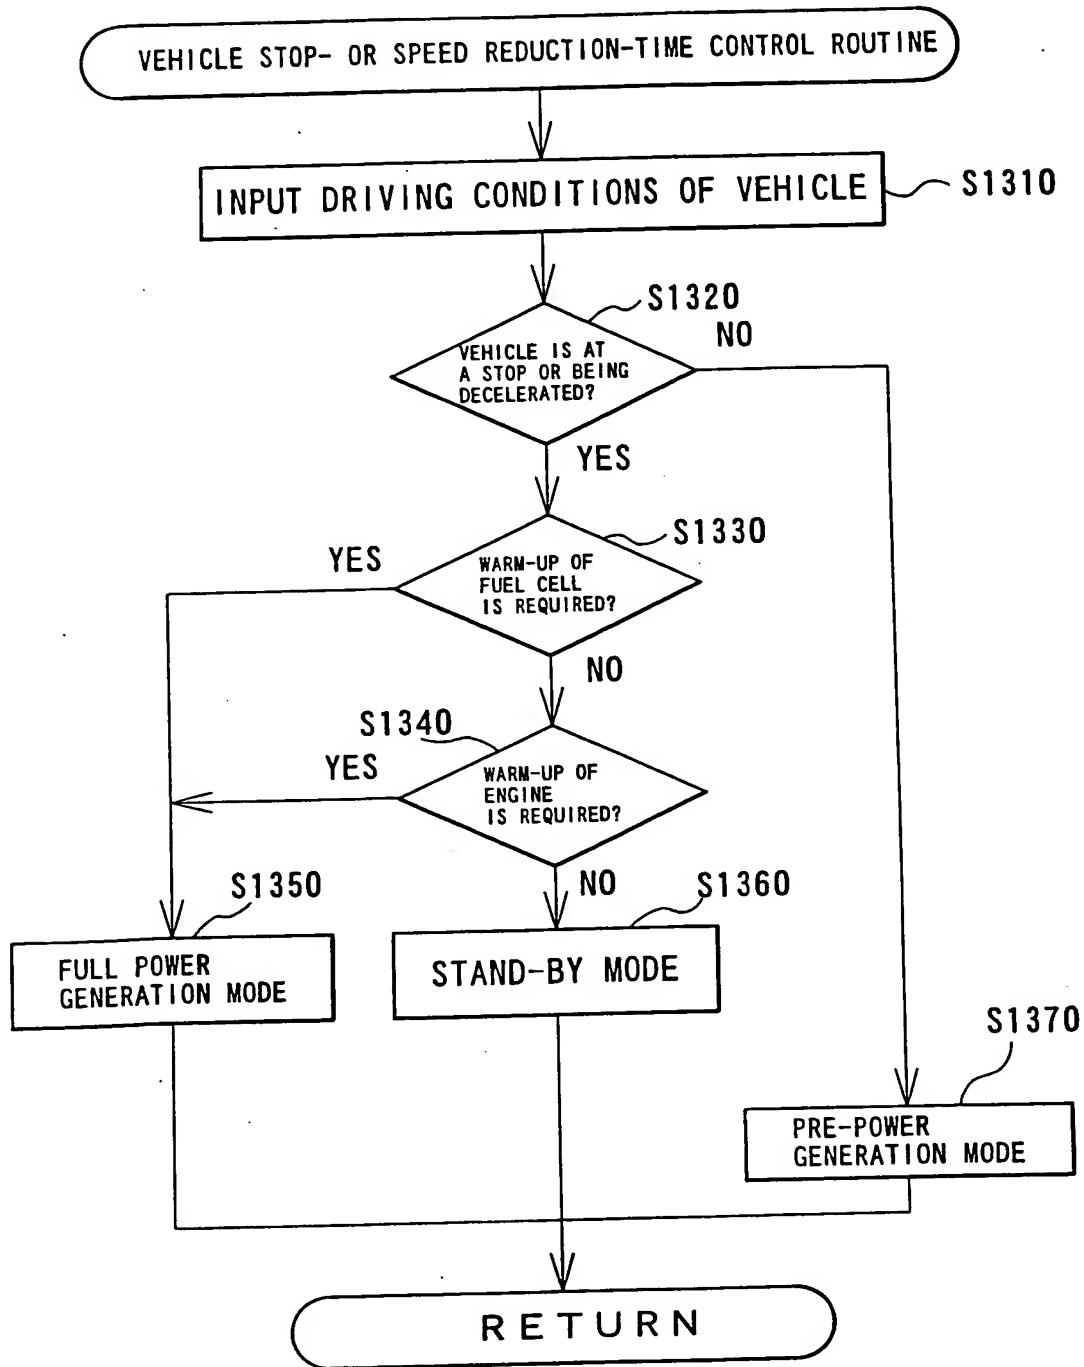 VEHICLE STOP- OR SPEED REDUCTION-TIME CONTROL ROUTINE
INPUT DRIVING CONDITIONS OF VEHICLE
S1310
S1320
NO
VEHICLE IS AT
A STOP OR BEING
DECELERATED?
YES
S1330
YES
WARM-UP OF
FUEL CELL
IS REQUIRED?
NO
S1340
YES
WARM-UP OF
ENGINE
IS REQUIRED?
NO
S1350
S1360
FULL POWER
GENERATION MODE
STAND-BY MODE
S1370
PRE-POWER
GENERATION MODE
RETURN